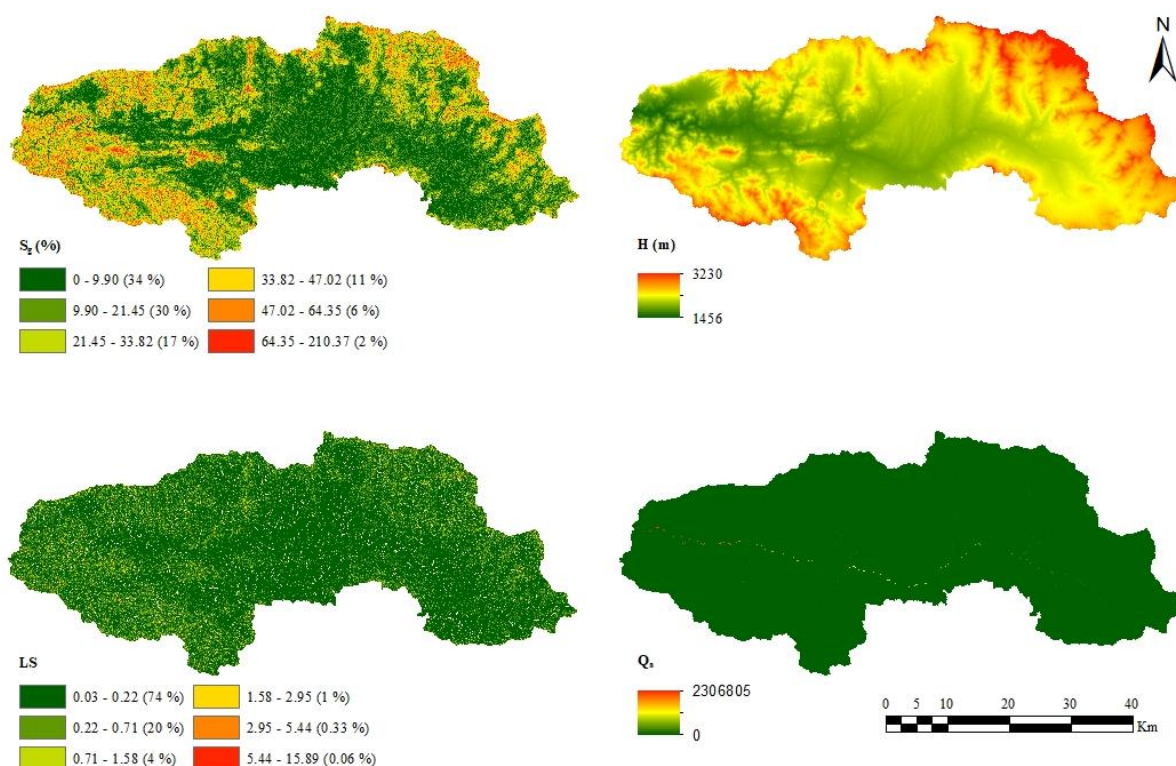 N
S_g (%)
0 - 9.90 (34 %)
33.82 - 47.02 (11 %)
9.90 - 21.45 (30 %)
47.02 - 64.35 (6 %)
21.45 - 33.82 (17 %)
64.35 - 210.37 (2 %)
H (m)
3230
1456
LS
0.03 - 0.22 (74 %)
1.58 - 2.95 (1 %)
0.22 - 0.71 (20 %)
2.95 - 5.44 (0.33 %)
0.71 - 1.58 (4 %)
5.44 - 15.89 (0.06 %)
Qₐ
2306805
0
0 5 10 20 30 40
Km